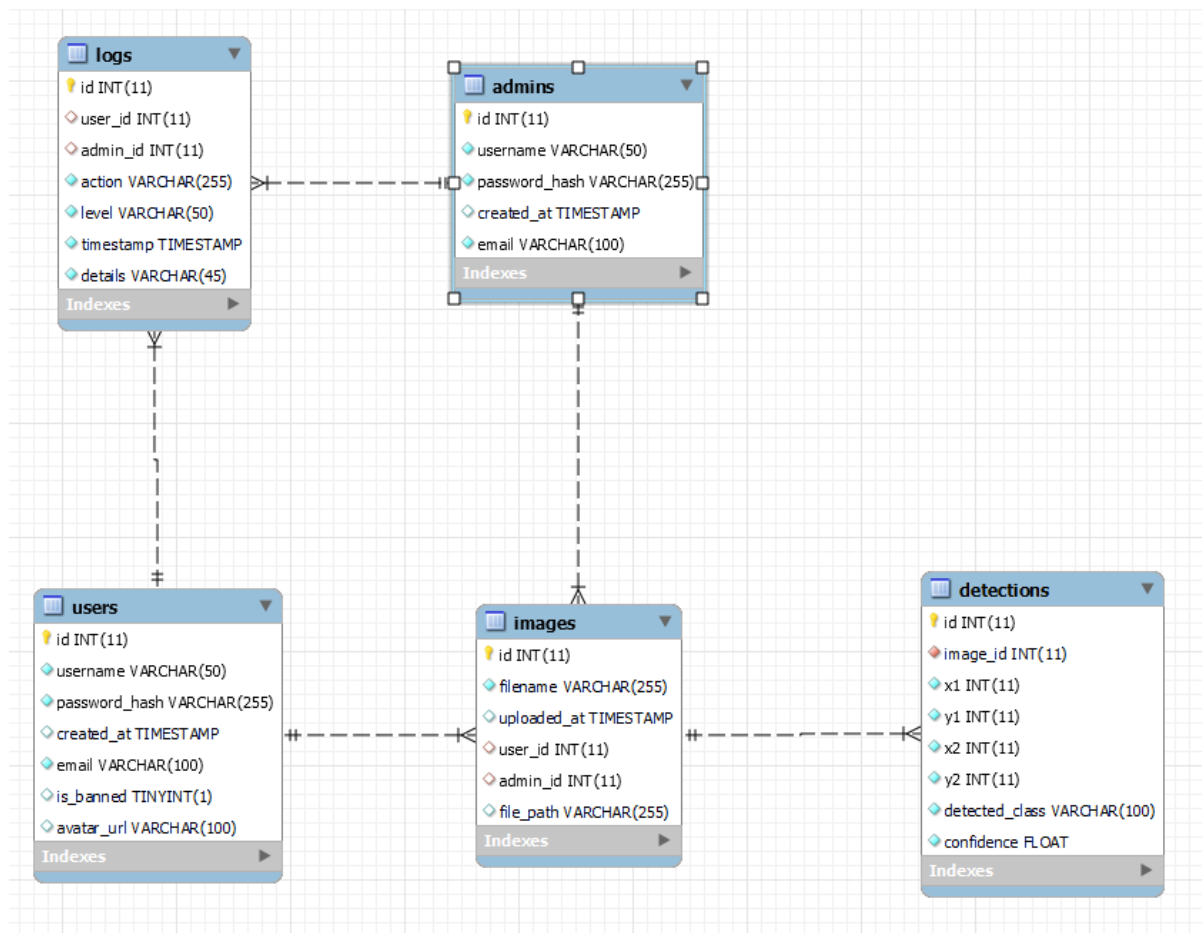 logs
id INT(11)
user_id INT(11)
admin_id INT(11)
action VARCHAR(255)
level VARCHAR(50)
timestamp TIMESTAMP
details VARCHAR(45)
Indexes
admins
id INT(11)
username VARCHAR(50)
password_hash VARCHAR(255)
created_at TIMESTAMP
email VARCHAR(100)
Indexes
users
id INT(11)
username VARCHAR(50)
password_hash VARCHAR(255)
created_at TIMESTAMP
email VARCHAR(100)
is_banned TINYINT(1)
avatar_url VARCHAR(100)
Indexes
images
id INT(11)
filename VARCHAR(255)
uploaded_at TIMESTAMP
user_id INT(11)
admin_id INT(11)
file_path VARCHAR(255)
Indexes
detections
id INT(11)
image_id INT(11)
x1 INT(11)
y1 INT(11)
x2 INT(11)
y2 INT(11)
detected_class VARCHAR(100)
confidence FLOAT
Indexes